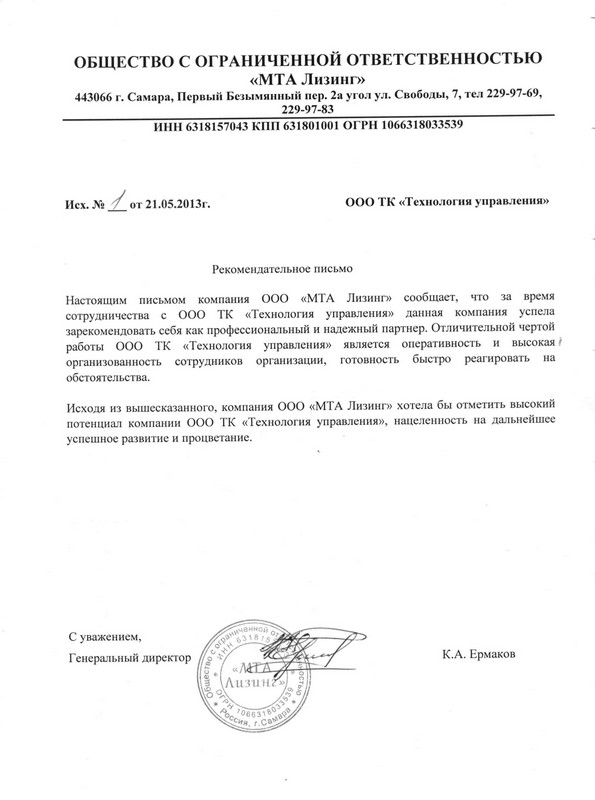 ОБЩЕСТВО С ОГРАНИЧЕННОЙ ОТВЕТСТВЕННОСТЬЮ
«МТА Лизинг»
443066 г. Самара, Первый Безымянный пер. 2а угол ул. Свободы, 7, тел 229-97-69,
229-97-83
ИНН 6318157043 КПП 631801001 ОГРН 1066318033539
Исх. № 1 от 21.05.2013г.
ООО ТК «Технология управления»
Рекомендательное письмо
Настоящим письмом компания ООО «МТА Лизинг» сообщает, что за время
сотрудничества с ООО ТК «Технология управления» данная компания успела
зарекомендовать себя как профессиональный и надежный партнер. Отличительной чертой
работы ООО ТК «Технология управления» является оперативность и высокая
организованность сотрудников организации, готовность быстро реагировать на
обстоятельства.
Исходя из вышесказанного, компания ООО «МТА Лизинг» хотела бы отметить высокий
потенциал компании ООО ТК «Технология управления», нацеленность на дальнейшее
успешное развитие и процветание.
С уважением,
Генеральный директор
К.А. Ермаков
Общество с ограниченной
ИНН 63181
«МТА
Лизинг»
ОГРН 1066318033539
Россия, г.Самара